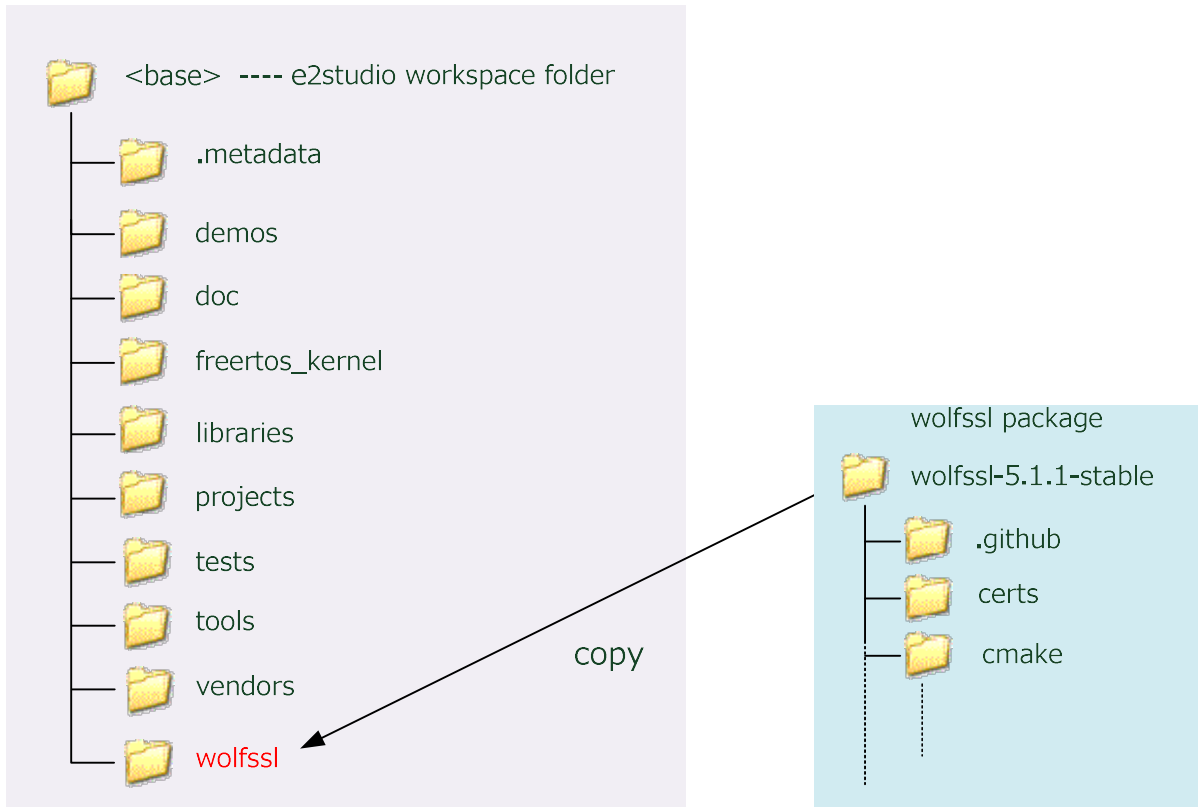 <base> ---- e2studio workspace folder
.metadata
demos
doc
freertos_kernel
libraries
projects
tests
tools
vendors
wolfssl
copy
wolfssl package
wolfssl-5.1.1-stable
.github
certs
cmake